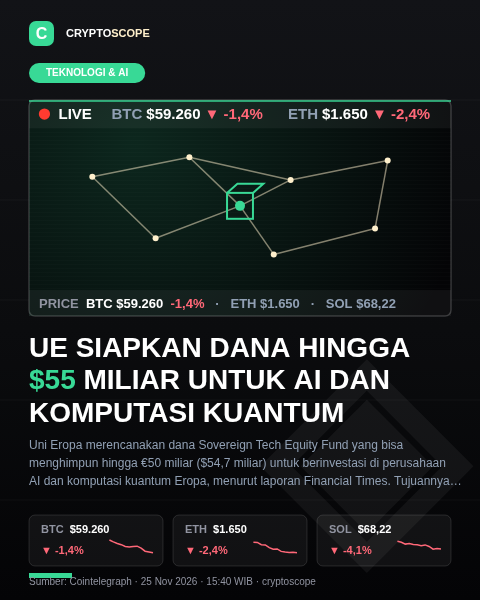 C CRYPTOSCOPE
TEKNOLOGI & AI
LIVE BTC $59.260 ▼ -1,4% ETH $1.650 ▼ -2,4%
PRICE BTC $59.260 -1,4% · ETH $1.650 · SOL $68,22
UE SIAPKAN DANA HINGGA
$55 MILIAR UNTUK AI DAN
KOMPUTASI KUANTUM
Uni Eropa merencanakan dana Sovereign Tech Equity Fund yang bisa
menghimpun hingga €50 miliar ($54,7 miliar) untuk berinvestasi di perusahaan
AI dan komputasi kuantum Eropa, menurut laporan Financial Times. Tujuannya…
BTC $59.260
▼ -1,4%
ETH $1.650
▼ -2,4%
SOL $68,22
▼ -4,1%
Sumber: Cointelegraph · 25 Nov 2026 · 15:40 WIB · cryptoscope